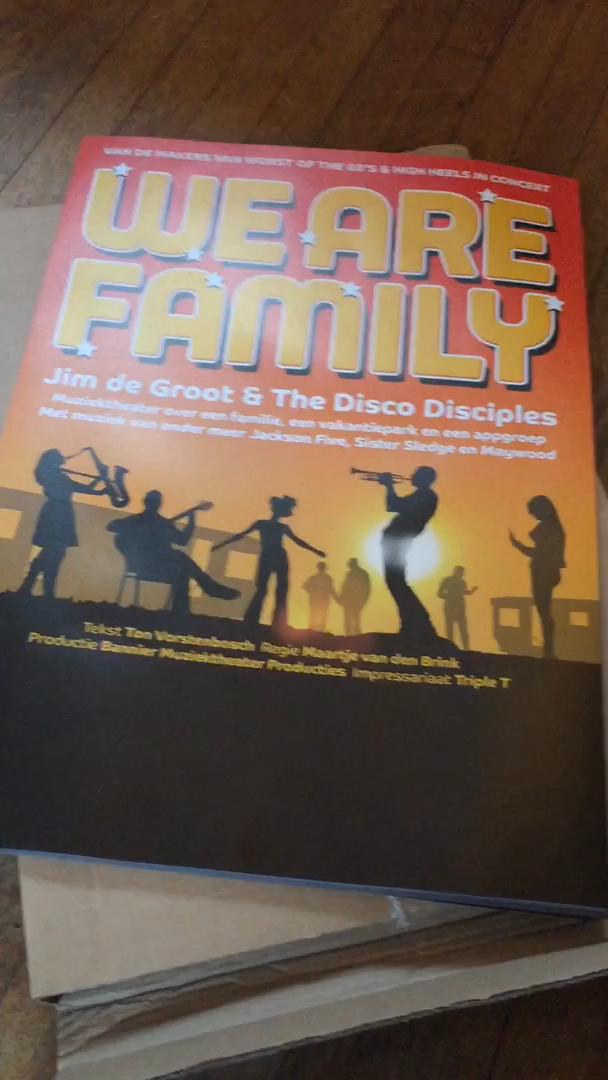 VAN DE MAKERS VAN WORST OF THE 80'S & HIGH HEELS IN CONCERT
WE ARE
FAMILY
Jim de Groot & The Disco Disciples
Muziektheater over een familie, een vakantiepark en een appgroep
Met muziek van onder meer Jackson Five, Sister Sledge en Maywood
Tekst Ton Vorstenbosch Regie Maartje van den Brink
Productie Bannier Muziektheater Producties Impressariaat Triple T